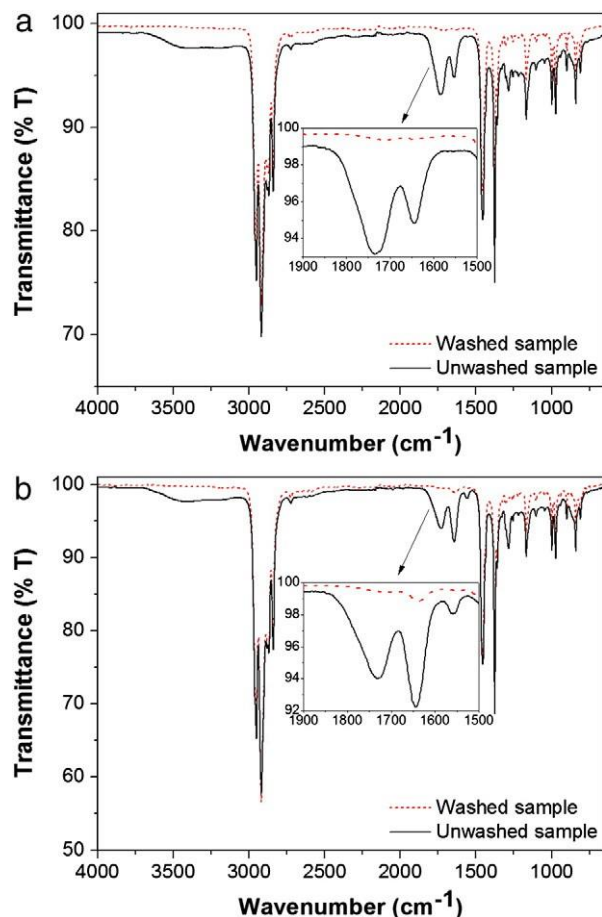 a
100
90
80
70
Transmittance (% T)
100
98
96
94
1900 1800 1700 1600 1500
Washed sample
Unwashed sample
4000 3500 3000 2500 2000 1500 1000
Wavenumber (cm⁻¹)
b
100
90
80
70
60
50
Transmittance (% T)
100
98
96
94
92
1900 1800 1700 1600 1500
Washed sample
Unwashed sample
4000 3500 3000 2500 2000 1500 1000
Wavenumber (cm⁻¹)